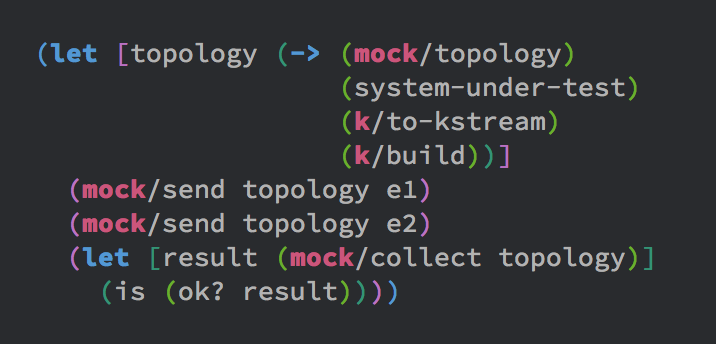 (let [topology (-> (mock/topology)
                   (system-under-test)
                   (k/to-kstream)
                   (k/build))]
  (mock/send topology e1)
  (mock/send topology e2)
  (let [result (mock/collect topology)]
    (is (ok? result))))